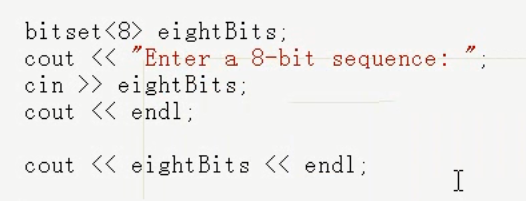 bitset<8> eightBits;
cout << "Enter a 8-bit sequence: ";
cin >> eightBits;
cout << endl;
cout << eightBits << endl;